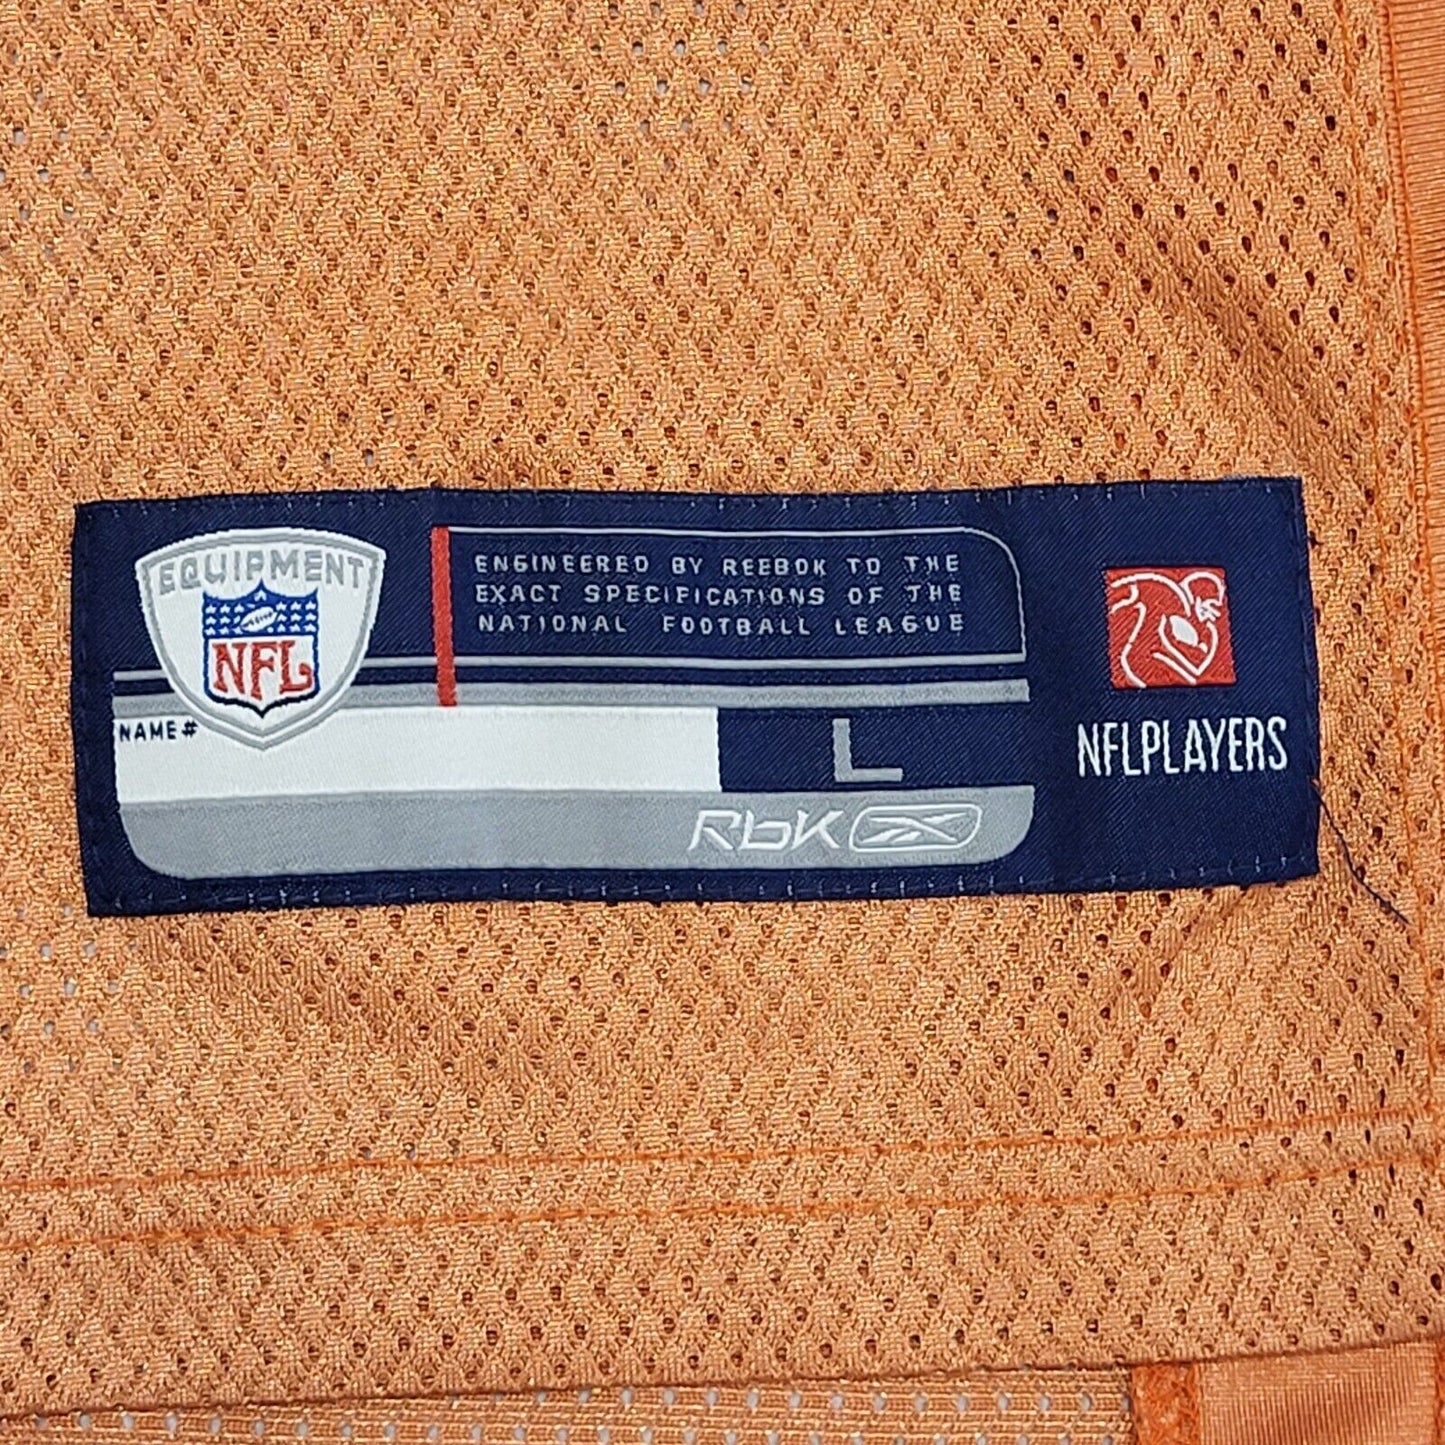 EQUIPMENT
NFL
ENGINEERED BY REEBOK TO THE
EXACT SPECIFICATIONS OF THE
NATIONAL FOOTBALL LEAGUE
NAME #
L
RbK
NFLPLAYERS